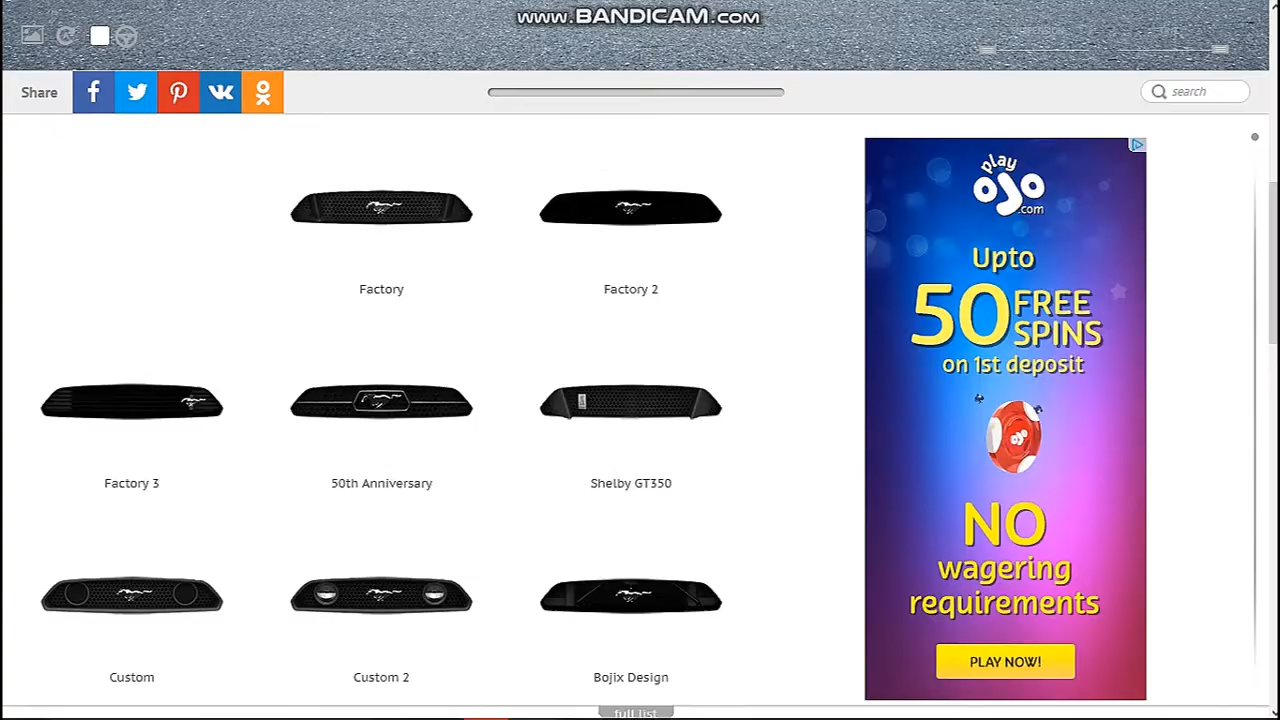 www.BANDICAM.com
Share
search
Factory
Factory 2
Factory 3
50th Anniversary
Shelby GT350
Custom
Custom 2
Bojix Design
full list
play
OJO
.com
Upto
50 FREE SPINS
on 1st deposit
NO
wagering
requirements
PLAY NOW!